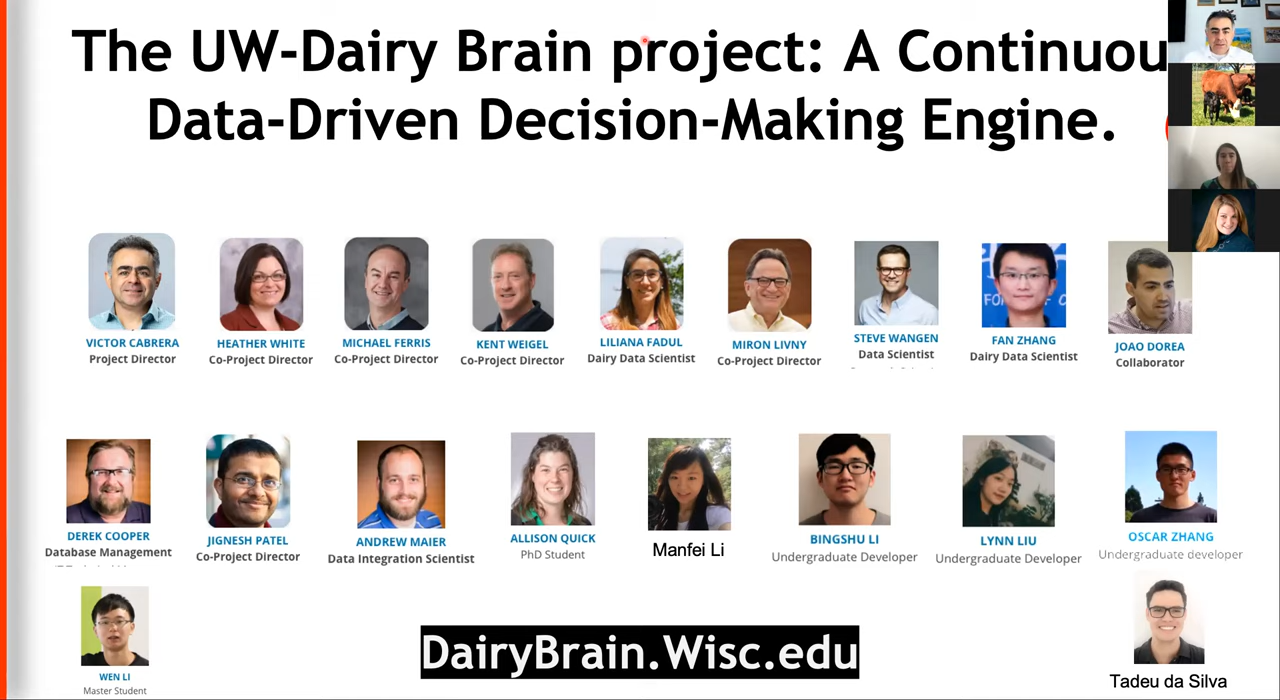 The UW-Dairy Brain project: A Continuou
Data-Driven Decision-Making Engine.
VICTOR CABRERA
Project Director
HEATHER WHITE
Co-Project Director
MICHAEL FERRIS
Co-Project Director
KENT WEIGEL
Co-Project Director
LILIANA FADUL
Dairy Data Scientist
MIRON LIVNY
Co-Project Director
STEVE WANGEN
Data Scientist
FAN ZHANG
Dairy Data Scientist
JOAO DOREA
Collaborator
DEREK COOPER
Database Management
JIGNESH PATEL
Co-Project Director
ANDREW MAIER
Data Integration Scientist
ALLISON QUICK
PhD Student
Manfei Li
BINGSHU LI
Undergraduate Developer
LYNN LIU
Undergraduate Developer
OSCAR ZHANG
Undergraduate developer
WEN LI
Master Student
DairyBrain.Wisc.edu
Tadeu da Silva